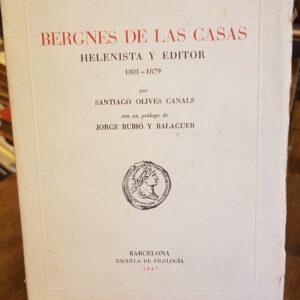 BERGNES DE LAS CASAS
HELENISTA Y EDITOR
1801-1879
por
SANTIAGO OLIVES CANALS
con un prólogo de
JORGE RUBIÓ Y BALAGUER
BARCELONA
ESCUELA DE FILOLOGÍA
1947